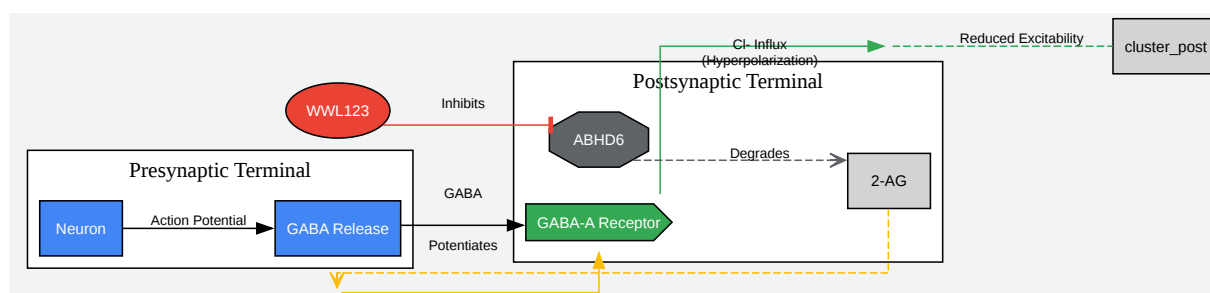 Cl- Influx
(Hyperpolarization)
Reduced Excitability
cluster_post
Postsynaptic Terminal
WWL123
Inhibits
ABHD6
Degrades
2-AG
Presynaptic Terminal
Neuron
Action Potential
GABA Release
GABA
Potentiates
GABA-A Receptor